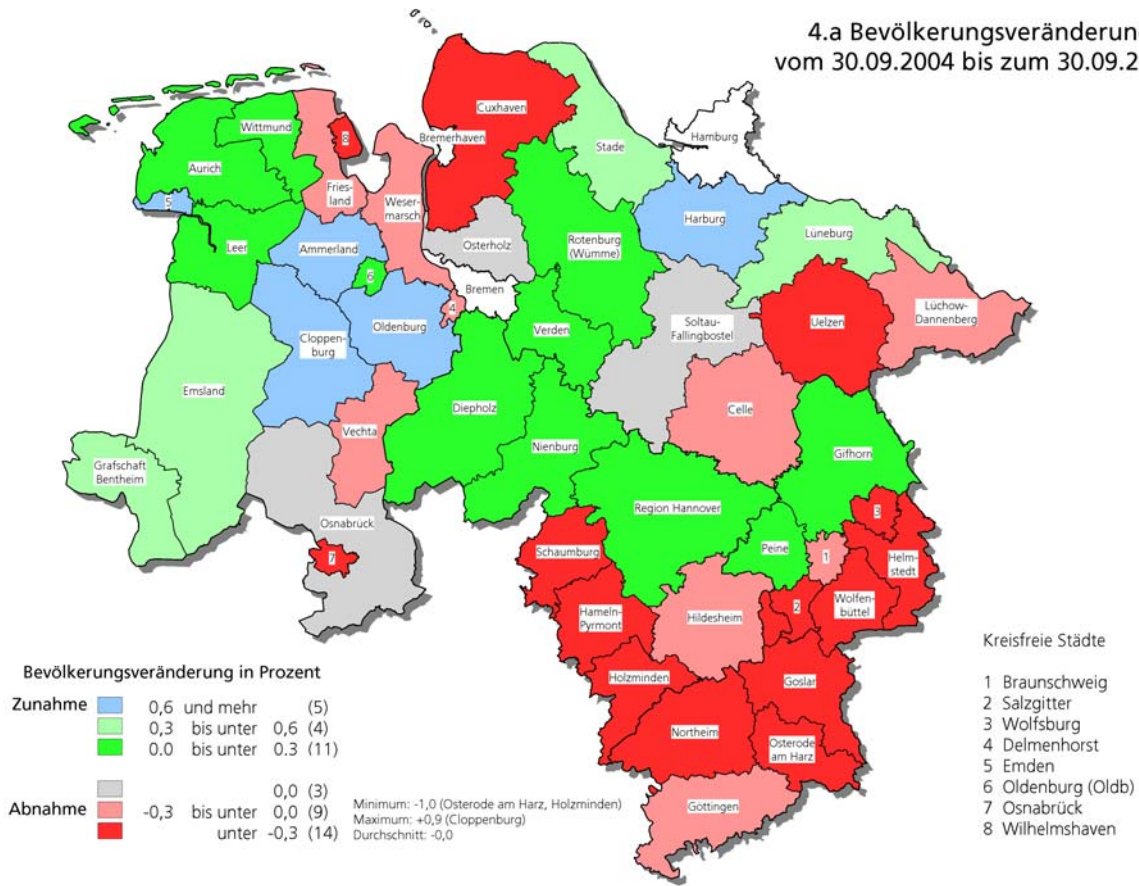 4.a Bevölkerungsveränderun
vom 30.09.2004 bis zum 30.09.2
Cuxhaven
Hamburg
Wittmund
Bremerhaven
8
Stade
Aurich
Fries-
land
Weser-
marsch
5
Harburg
Leer
Ammerland
Osterholz
Rotenburg
(Wümme)
Lüneburg
6
Bremen
4
Lüchow-
Dannenberg
Cloppen-
burg
Oldenburg
Verden
Soltau-
Fallingbostel
Uelzen
Emsland
Vechta
Diepholz
Celle
Nienburg
Gifhorn
Grafschaft
Bentheim
Region Hannover
Osnabrück
3
7
Schaumburg
Peine
1
Helm-
stedt
Hameln-
Pyrmont
Hildesheim
2
Wolfen-
büttel
Holzminden
Goslar
Northeim
Osterode
am Harz
Göttingen
Bevölkerungsveränderung in Prozent
Zunahme 0,6 und mehr (5)
0,3 bis unter 0,6 (4)
0.0 bis unter 0.3 (11)
0,0 (3)
Abnahme -0,3 bis unter 0,0 (9)
unter -0,3 (14)
Minimum: -1,0 (Osterode am Harz, Holzminden)
Maximum: +0,9 (Cloppenburg)
Durchschnitt: -0,0
Kreisfreie Städte
1 Braunschweig
2 Salzgitter
3 Wolfsburg
4 Delmenhorst
5 Emden
6 Oldenburg (Oldb)
7 Osnabrück
8 Wilhelmshaven